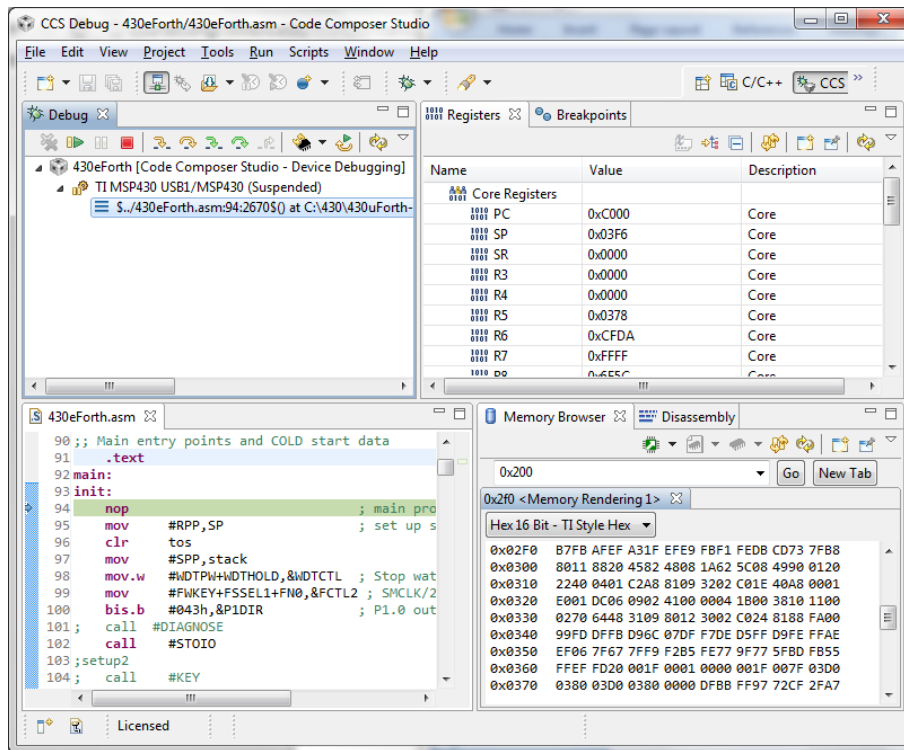 CCS Debug - 430eForth/430eForth.asm - Code Composer Studio
File Edit View Project Tools Run Scripts Window Help
C/C++ CCS »
Debug
430eForth [Code Composer Studio - Device Debugging]
TI MSP430 USB1/MSP430 (Suspended)
$../430eForth.asm:94:2670$() at C:\430\430uForth-
Registers Breakpoints
Name Value Description
Core Registers
PC 0xC000 Core
SP 0x03F6 Core
SR 0x0000 Core
R3 0x0000 Core
R4 0x0000 Core
R5 0x0378 Core
R6 0xCFDA Core
R7 0xFFFF Core
430eForth.asm
90 ;; Main entry points and COLD start data
91 .text
92 main:
93 init:
94 nop ; main pro
95 mov #RPP,SP ; set up s
96 clr tos
97 mov #SPP,stack
98 mov.w #WDTPW+WDTHOLD,&WDTCTL ; Stop wat
99 mov #FWKEY+FSSEL1+FN0,&FCTL2 ; SMCLK/2
100 bis.b #043h,&P1DIR ; P1.0 out
101 ; call #DIAGNOSE
102 call #STOIO
103 ;setup2
104 ; call #KEY
Memory Browser Disassembly
0x200 Go New Tab
0x2f0 <Memory Rendering 1>
Hex 16 Bit - TI Style Hex
0x02F0 B7FB AFEF A31F EFE9 FBF1 FEDB CD73 7FB8
0x0300 8011 8820 4582 4808 1A62 5C08 4990 0120
0x0310 2240 0401 C2A8 8109 3202 C01E 40A8 0001
0x0320 E001 DC06 0902 4100 0004 1B00 3810 1100
0x0330 0270 6448 3109 8012 3002 C024 8188 FA00
0x0340 99FD DFFB D96C 07DF F7DE D5FF D9FE FFAE
0x0350 EF06 7F67 7FF9 F2B5 FE77 9F77 5FBD FB55
0x0360 FFEF FD20 001F 0001 0000 001F 007F 03D0
0x0370 0380 03D0 0380 0000 DFBB FF97 72CF 2FA7
Licensed